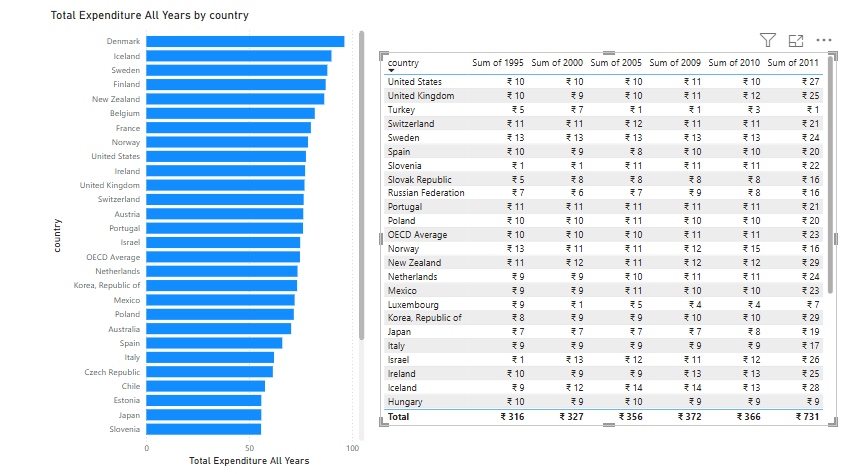 Total Expenditure All Years by country
Denmark
Iceland
Sweden
Finland
New Zealand
Belgium
France
Norway
United States
Ireland
United Kingdom
Switzerland
Austria
Portugal
Israel
OECD Average
Netherlands
Korea, Republic of
Mexico
Poland
Australia
Spain
Italy
Czech Republic
Chile
Estonia
Japan
Slovenia
country
0 50 100
Total Expenditure All Years
country Sum of 1995 Sum of 2000 Sum of 2005 Sum of 2009 Sum of 2010 Sum of 2011
United States ₹ 10 ₹ 10 ₹ 10 ₹ 11 ₹ 10 ₹ 27
United Kingdom ₹ 10 ₹ 9 ₹ 10 ₹ 11 ₹ 12 ₹ 25
Turkey ₹ 5 ₹ 7 ₹ 1 ₹ 1 ₹ 3 ₹ 1
Switzerland ₹ 11 ₹ 11 ₹ 12 ₹ 11 ₹ 11 ₹ 21
Sweden ₹ 13 ₹ 13 ₹ 13 ₹ 13 ₹ 13 ₹ 24
Spain ₹ 10 ₹ 9 ₹ 8 ₹ 10 ₹ 10 ₹ 20
Slovenia ₹ 1 ₹ 1 ₹ 11 ₹ 11 ₹ 11 ₹ 22
Slovak Republic ₹ 5 ₹ 8 ₹ 8 ₹ 8 ₹ 8 ₹ 16
Russian Federation ₹ 7 ₹ 6 ₹ 7 ₹ 9 ₹ 8 ₹ 16
Portugal ₹ 11 ₹ 11 ₹ 11 ₹ 11 ₹ 11 ₹ 21
Poland ₹ 10 ₹ 10 ₹ 11 ₹ 10 ₹ 10 ₹ 20
OECD Average ₹ 10 ₹ 10 ₹ 10 ₹ 11 ₹ 11 ₹ 23
Norway ₹ 13 ₹ 11 ₹ 11 ₹ 12 ₹ 15 ₹ 16
New Zealand ₹ 11 ₹ 12 ₹ 11 ₹ 12 ₹ 12 ₹ 29
Netherlands ₹ 9 ₹ 9 ₹ 10 ₹ 11 ₹ 11 ₹ 24
Mexico ₹ 9 ₹ 9 ₹ 11 ₹ 10 ₹ 10 ₹ 23
Luxembourg ₹ 9 ₹ 1 ₹ 5 ₹ 4 ₹ 4 ₹ 7
Korea, Republic of ₹ 8 ₹ 9 ₹ 9 ₹ 10 ₹ 10 ₹ 29
Japan ₹ 7 ₹ 7 ₹ 7 ₹ 7 ₹ 8 ₹ 19
Italy ₹ 9 ₹ 9 ₹ 9 ₹ 9 ₹ 9 ₹ 17
Israel ₹ 1 ₹ 13 ₹ 12 ₹ 11 ₹ 12 ₹ 26
Ireland ₹ 10 ₹ 9 ₹ 9 ₹ 13 ₹ 13 ₹ 25
Iceland ₹ 9 ₹ 12 ₹ 14 ₹ 14 ₹ 13 ₹ 28
Hungary ₹ 10 ₹ 9 ₹ 10 ₹ 9 ₹ 9 ₹ 9
Total ₹ 316 ₹ 327 ₹ 356 ₹ 372 ₹ 366 ₹ 731